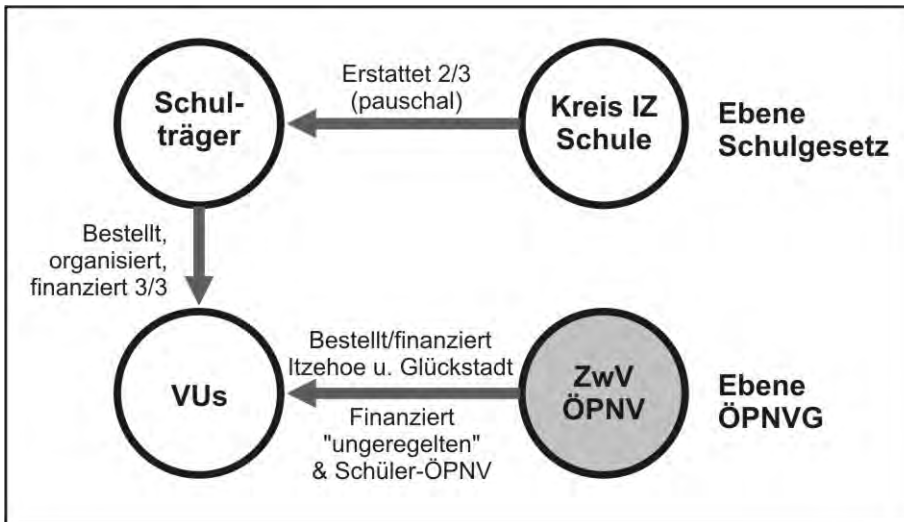 Erstattet 2/3
(pauschal)
Schul-
träger
Kreis IZ
Schule
Ebene
Schulgesetz
Bestellt,
organisiert,
finanziert 3/3
Bestellt/finanziert
Itzehoe u. Glückstadt
VUs
ZwV
ÖPNV
Ebene
ÖPNVG
Finanziert
"ungeregelten"
& Schüler-ÖPNV